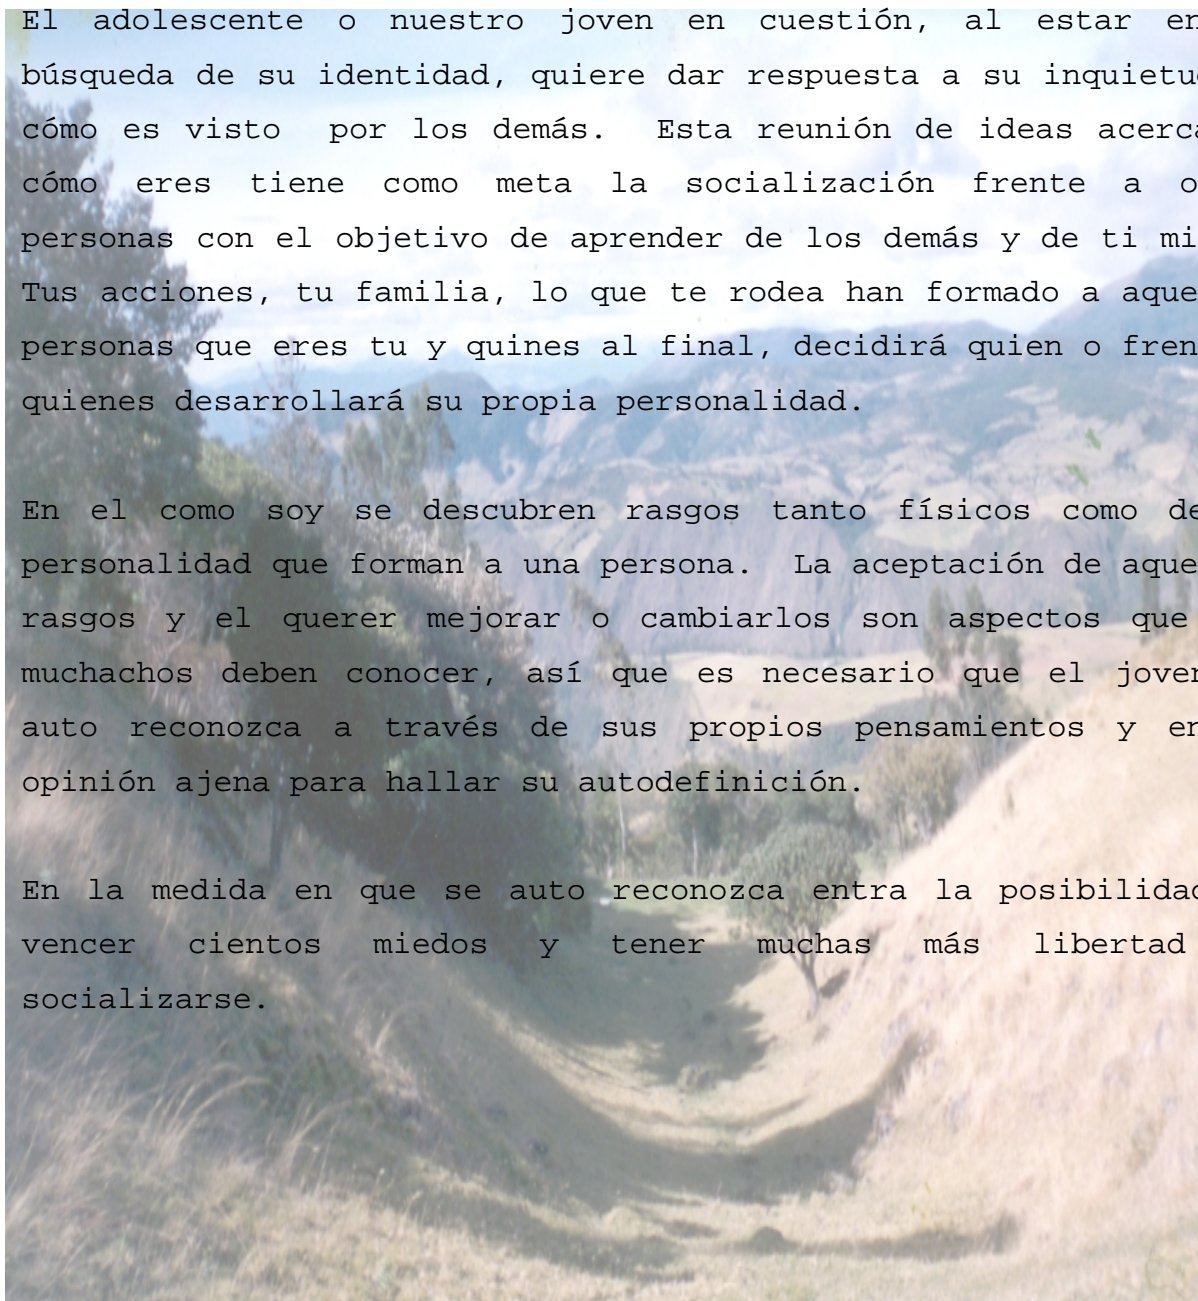 El adolescente o nuestro joven en cuestión, al estar en
búsqueda de su identidad, quiere dar respuesta a su inquietu
cómo es visto por los demás. Esta reunión de ideas acerca
cómo eres tiene como meta la socialización frente a o
personas con el objetivo de aprender de los demás y de ti mi
Tus acciones, tu familia, lo que te rodea han formado a aque
personas que eres tu y quines al final, decidirá quien o fren
quienes desarrollará su propia personalidad.
En el como soy se descubren rasgos tanto físicos como de
personalidad que forman a una persona. La aceptación de aque
rasgos y el querer mejorar o cambiarlos son aspectos que
muchachos deben conocer, así que es necesario que el joven
auto reconozca a través de sus propios pensamientos y en
opinión ajena para hallar su autodefinición.
En la medida en que se auto reconozca entra la posibilidad
vencer cientos miedos y tener muchas más libertad
socializarse.